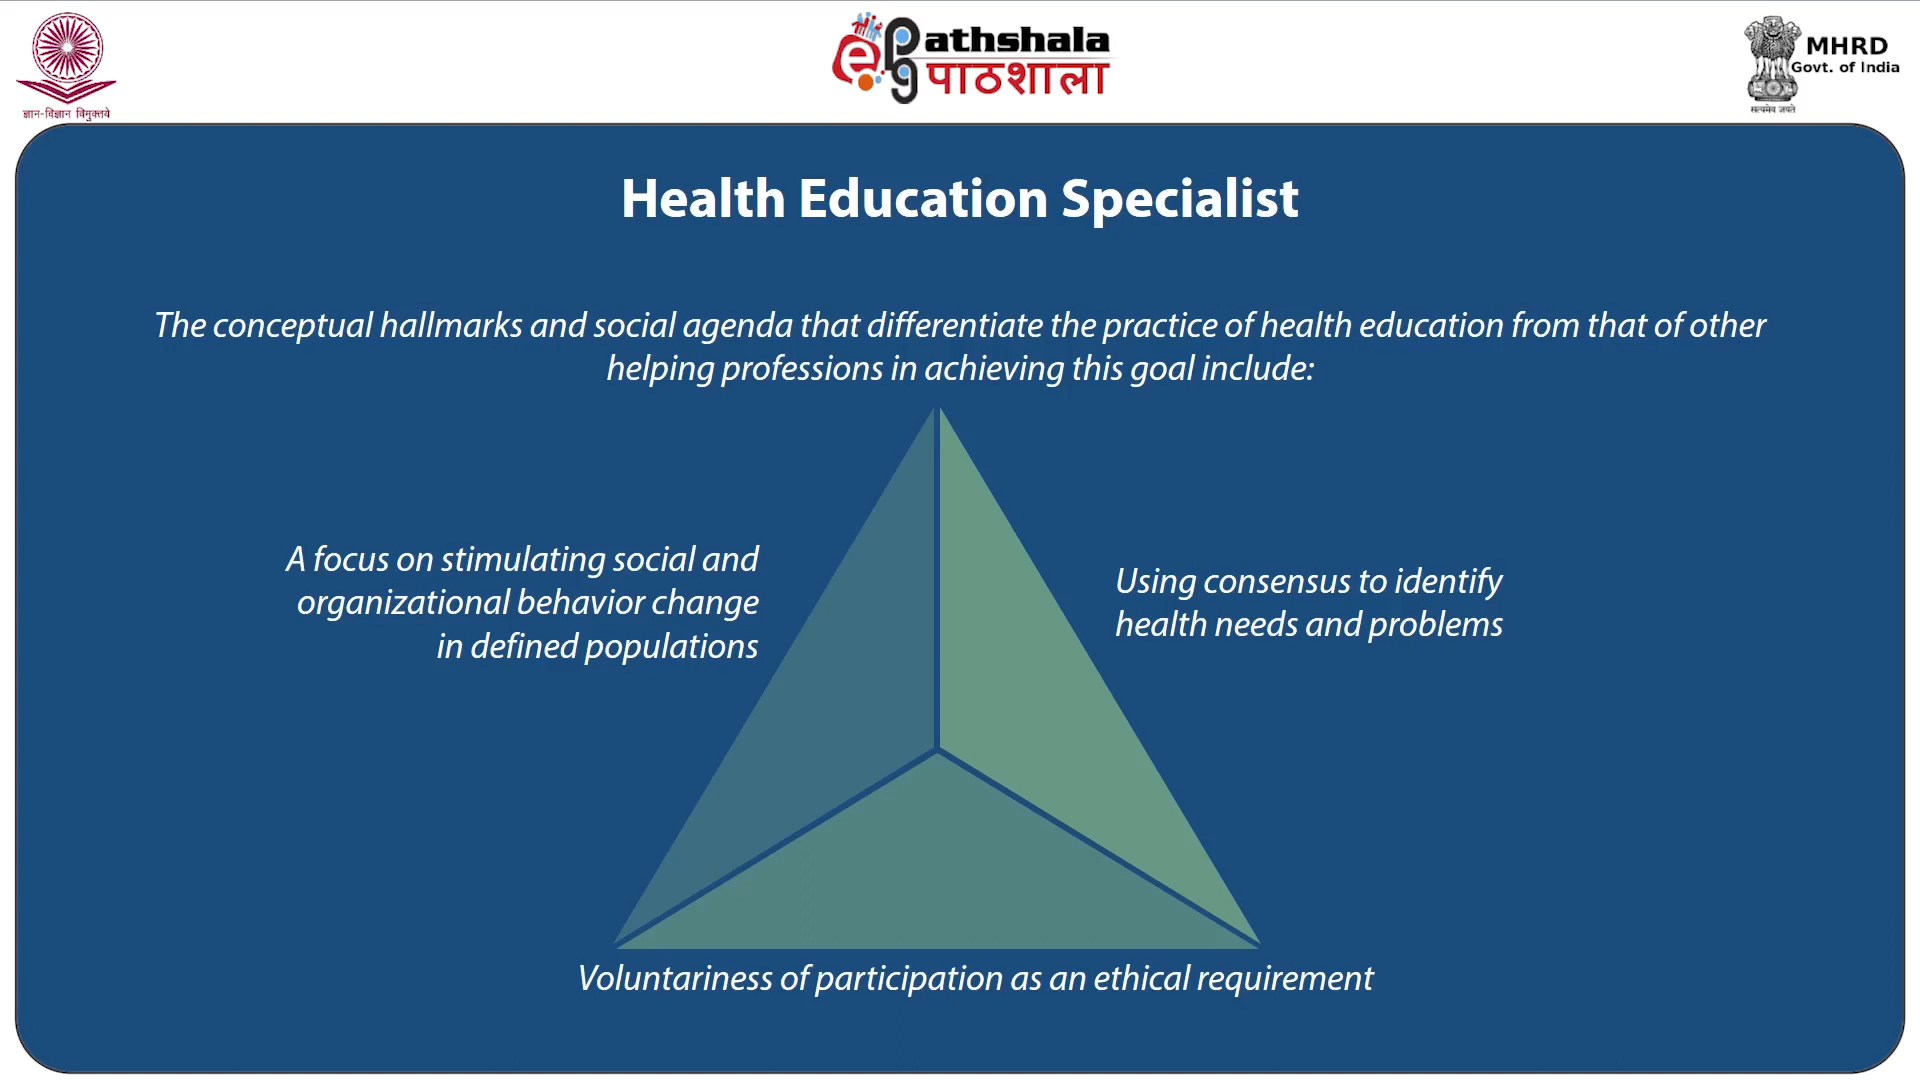 ज्ञान-विज्ञान विमुक्तये
ePGPathshala
पाठशाला
MHRD
Govt. of India
सत्यमेव जयते
Health Education Specialist
The conceptual hallmarks and social agenda that differentiate the practice of health education from that of other
helping professions in achieving this goal include:
A focus on stimulating social and
organizational behavior change
in defined populations
Using consensus to identify
health needs and problems
Voluntariness of participation as an ethical requirement